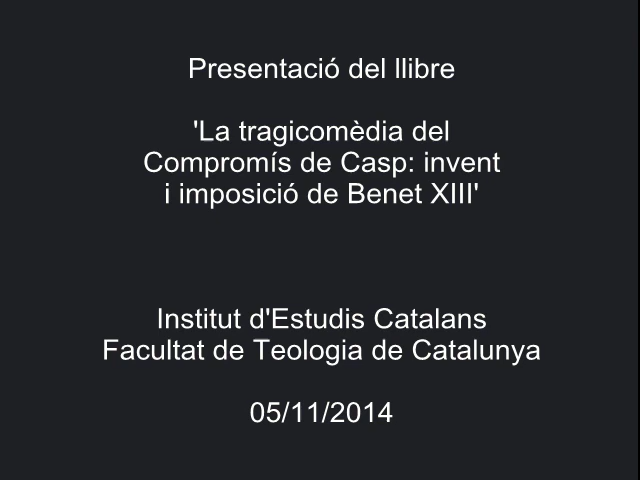 Presentació del llibre
'La tragicomèdia del
Compromís de Casp: invent
i imposició de Benet XIII'
Institut d'Estudis Catalans
Facultat de Teologia de Catalunya
05/11/2014